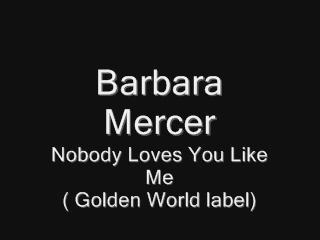 Barbara
Mercer
Nobody Loves You Like
Me
( Golden World label)